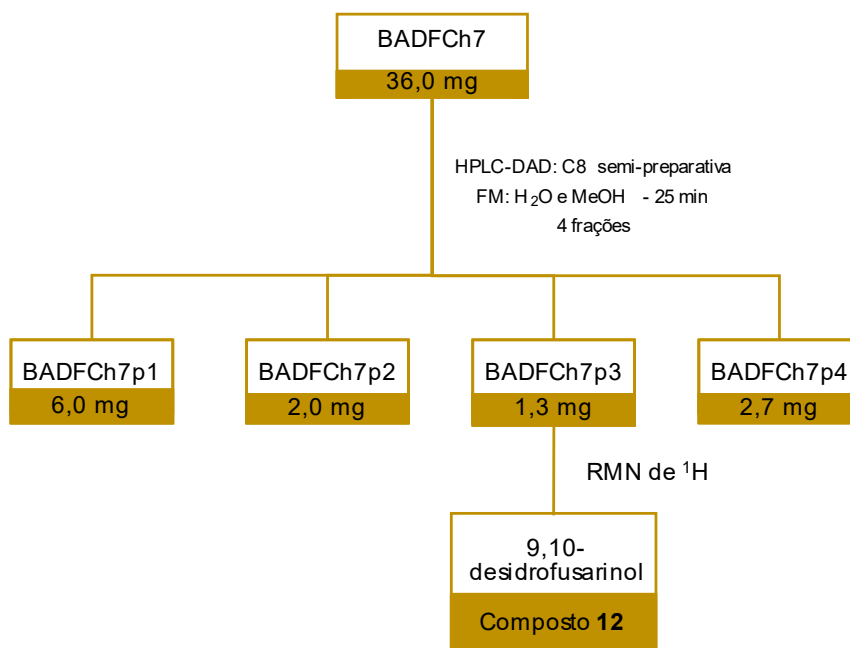 BADFCh7
36,0 mg
HPLC-DAD: C8 semi-preparativa
FM: H₂O e MeOH - 25 min
4 frações
BADFCh7p1
6,0 mg
BADFCh7p2
2,0 mg
BADFCh7p3
1,3 mg
BADFCh7p4
2,7 mg
RMN de ¹H
9,10-
desidrofusarinol
Composto 12